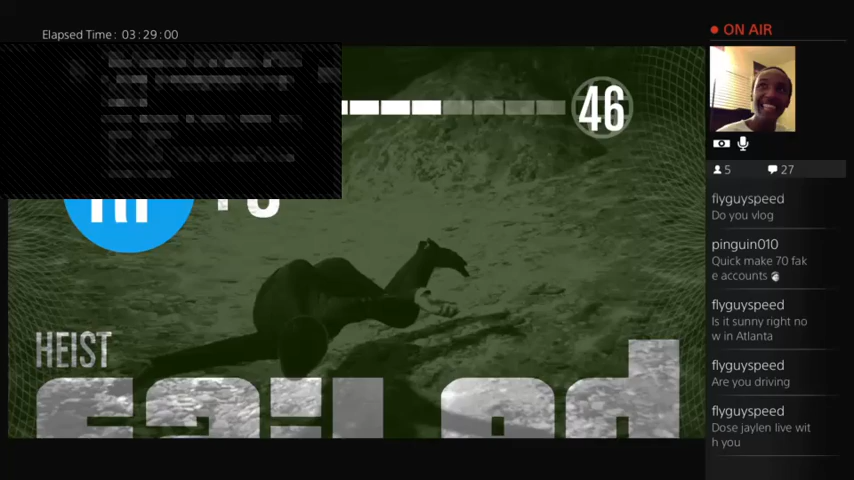 Elapsed Time: 03:29:00
ON AIR
46
5
27
flyguyspeed
Do you vlog
pinguin010
Quick make 70 fak
e accounts
flyguyspeed
Is it sunny right no
w in Atlanta
flyguyspeed
Are you driving
flyguyspeed
Dose jaylen live wit
h you
HEIST
failed